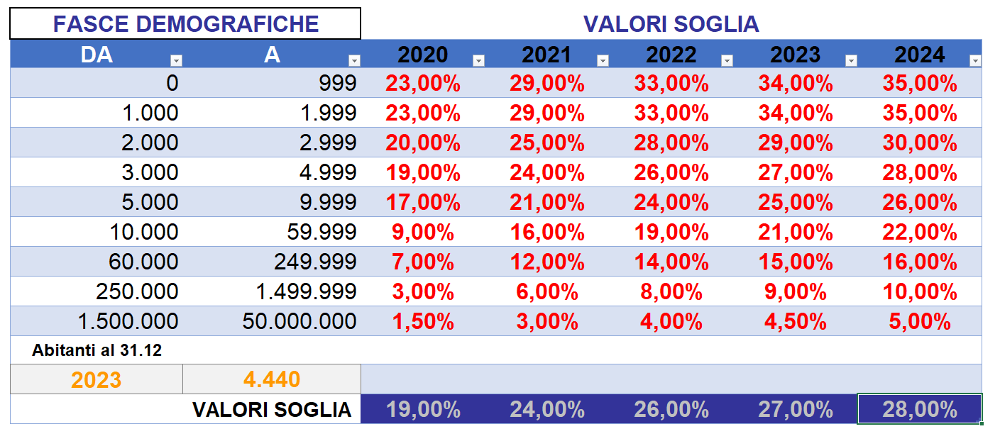 FASCE DEMOGRAFICHE VALORI SOGLIA
DA A 2020 2021 2022 2023 2024
0 999 23,00% 29,00% 33,00% 34,00% 35,00%
1.000 1.999 23,00% 29,00% 33,00% 34,00% 35,00%
2.000 2.999 20,00% 25,00% 28,00% 29,00% 30,00%
3.000 4.999 19,00% 24,00% 26,00% 27,00% 28,00%
5.000 9.999 17,00% 21,00% 24,00% 25,00% 26,00%
10.000 59.999 9,00% 16,00% 19,00% 21,00% 22,00%
60.000 249.999 7,00% 12,00% 14,00% 15,00% 16,00%
250.000 1.499.999 3,00% 6,00% 8,00% 9,00% 10,00%
1.500.000 50.000.000 1,50% 3,00% 4,00% 4,50% 5,00%
Abitanti al 31.12
2023 4.440
VALORI SOGLIA 19,00% 24,00% 26,00% 27,00% 28,00%